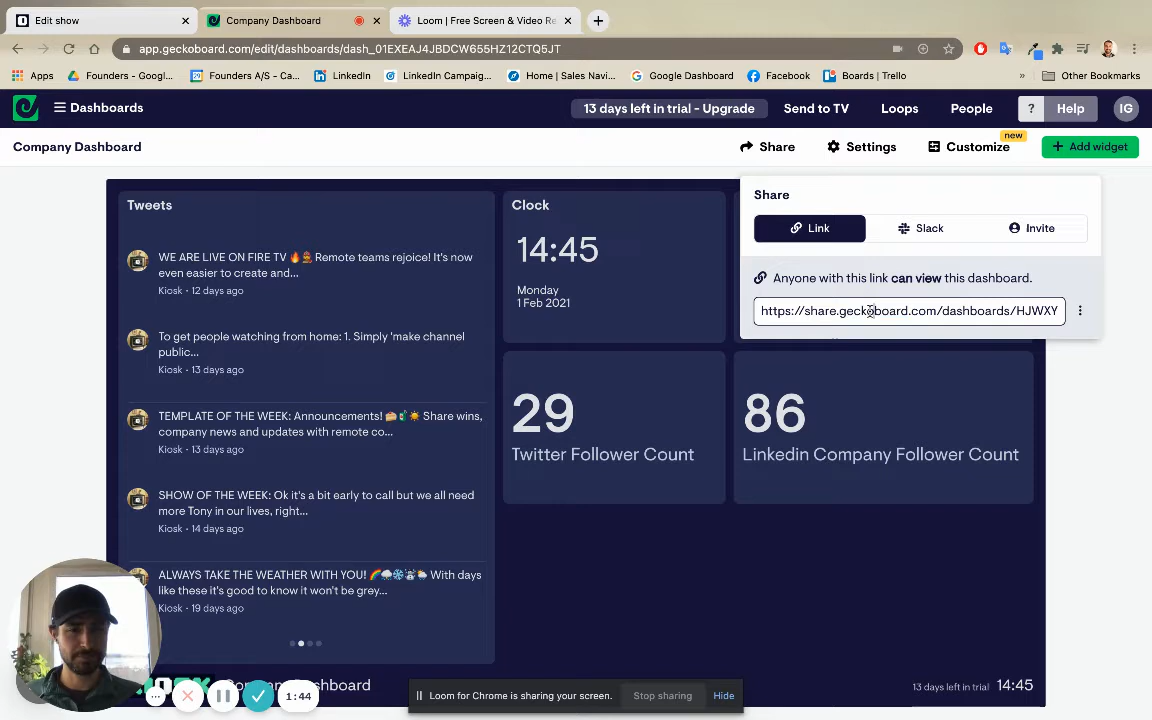 Edit show
Company Dashboard
Loom | Free Screen & Video Re
app.geckoboard.com/edit/dashboards/dash_01EXEAJ4JBDCW655HZ12CTQ5JT
Apps
Founders - Googl...
Founders A/S - Ca...
LinkedIn
LinkedIn Campaig...
Home | Sales Navi...
Google Dashboard
Facebook
Boards | Trello
»
Other Bookmarks
Dashboards
13 days left in trial - Upgrade
Send to TV
Loops
People
? Help
IG
Company Dashboard
Share
Settings
Customize
new
+ Add widget
Tweets
WE ARE LIVE ON FIRE TV 🔥 Remote teams rejoice! It's now
even easier to create and...
Kiosk • 12 days ago
To get people watching from home: 1. Simply 'make channel
public...
Kiosk • 13 days ago
TEMPLATE OF THE WEEK: Announcements! Share wins,
company news and updates with remote co...
Kiosk • 13 days ago
SHOW OF THE WEEK: Ok it's a bit early to call but we all need
more Tony in our lives, right...
Kiosk • 14 days ago
ALWAYS TAKE THE WEATHER WITH YOU! With days
like these it's good to know it won't be grey...
Kiosk • 19 days ago
Clock
14:45
Monday
1 Feb 2021
Share
Link
Slack
Invite
Anyone with this link can view this dashboard.
https://share.geckoboard.com/dashboards/HJWXY
29
Twitter Follower Count
86
Linkedin Company Follower Count
Dashboard
13 days left in trial 14:45
1:44
Loom for Chrome is sharing your screen.
Stop sharing
Hide